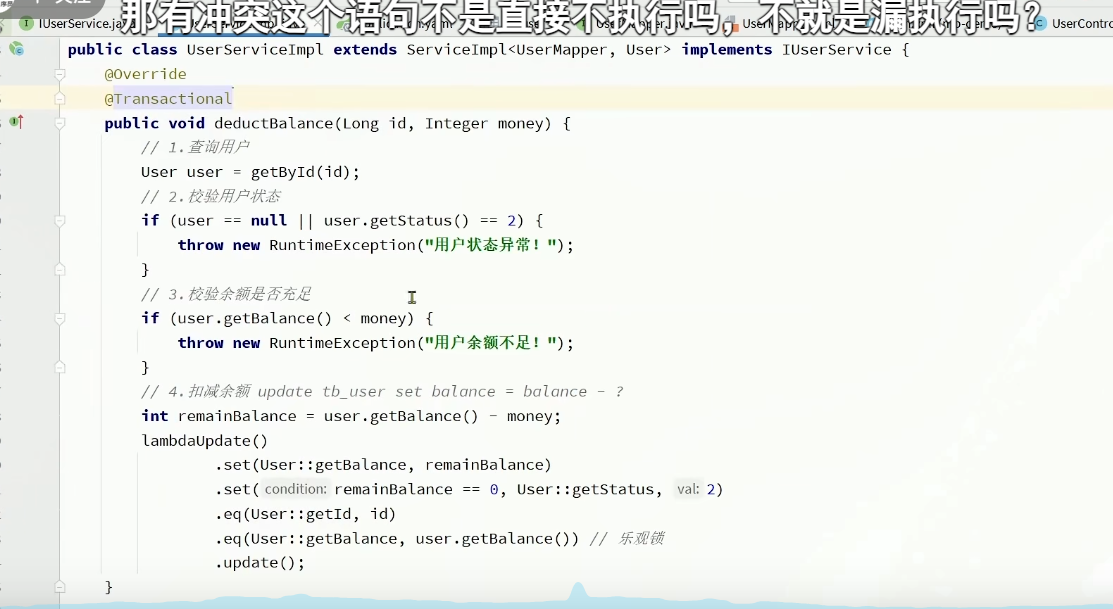 那有冲突这个语句不是直接不执行吗，不就是漏执行吗？
IUserService.ja
UserContro
public class UserServiceImpl extends ServiceImpl<UserMapper, User> implements IUserService {
@Override
@Transactional
public void deductBalance(Long id, Integer money) {
// 1.查询用户
User user = getById(id);
// 2.校验用户状态
if (user == null || user.getStatus() == 2) {
throw new RuntimeException("用户状态异常！");
}
// 3.校验余额是否充足
if (user.getBalance() < money) {
throw new RuntimeException("用户余额不足！");
}
// 4.扣减余额 update tb_user set balance = balance - ?
int remainBalance = user.getBalance() - money;
lambdaUpdate()
.set(User::getBalance, remainBalance)
.set( condition: remainBalance == 0, User::getStatus, val: 2)
.eq(User::getId, id)
.eq(User::getBalance, user.getBalance()) // 乐观锁
.update();
}